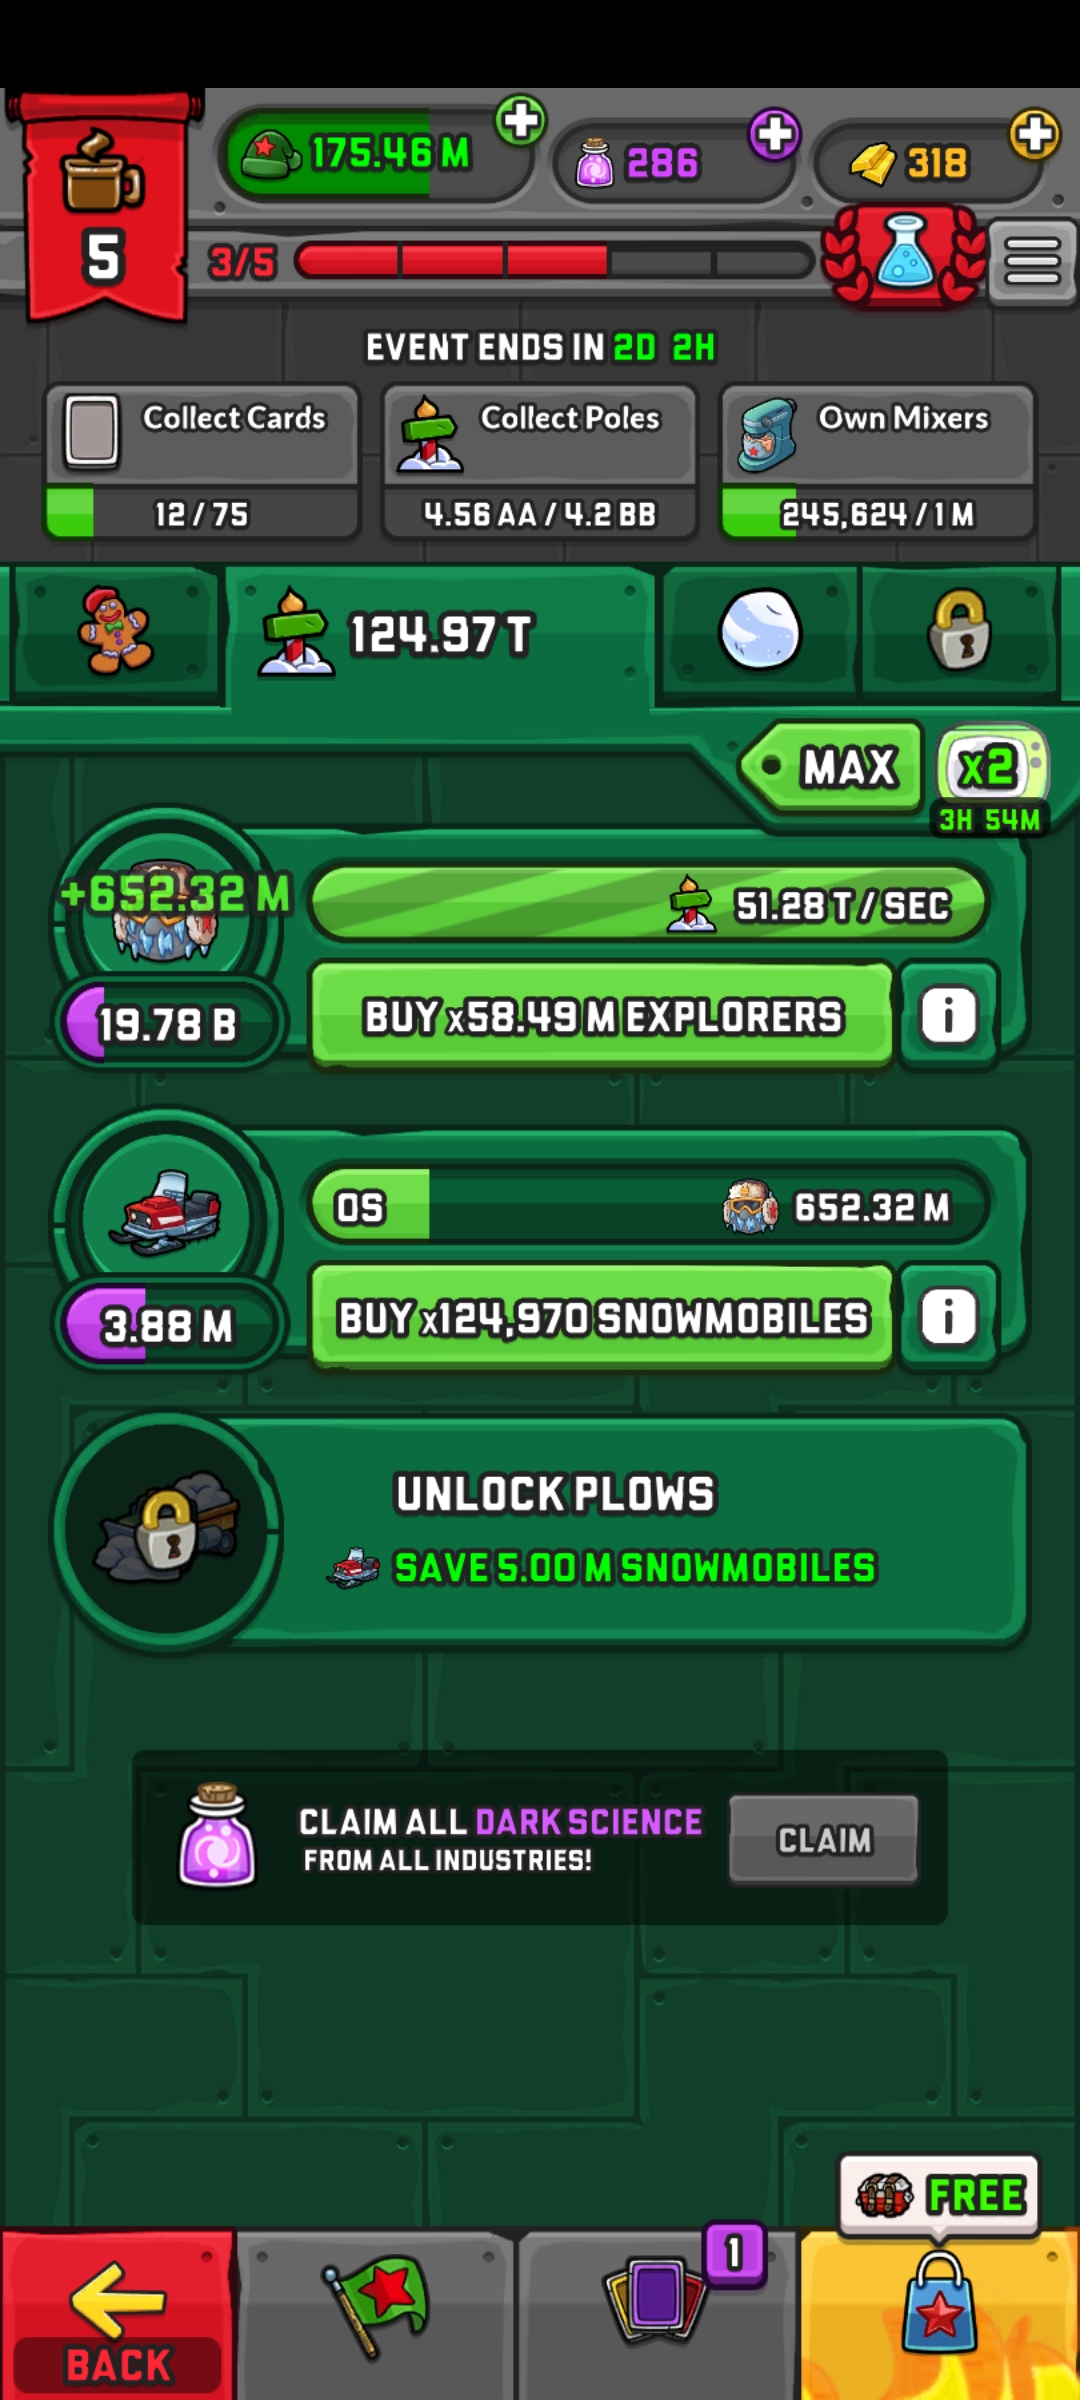 175.46 M
286
318
5
3/5
EVENT ENDS IN 2D 2H
Collect Cards
12 / 75
Collect Poles
4.56 AA / 4.2 BB
Own Mixers
245,624 / 1 M
124.97 T
MAX
x2
3H 54M
+652.32 M
51.28 T / SEC
19.78 B
BUY x58.49 M EXPLORERS
i
0S
652.32 M
3.88 M
BUY x124,970 SNOWMOBILES
i
UNLOCK PLOWS
SAVE 5.00 M SNOWMOBILES
CLAIM ALL DARK SCIENCE
FROM ALL INDUSTRIES!
CLAIM
FREE
1
BACK